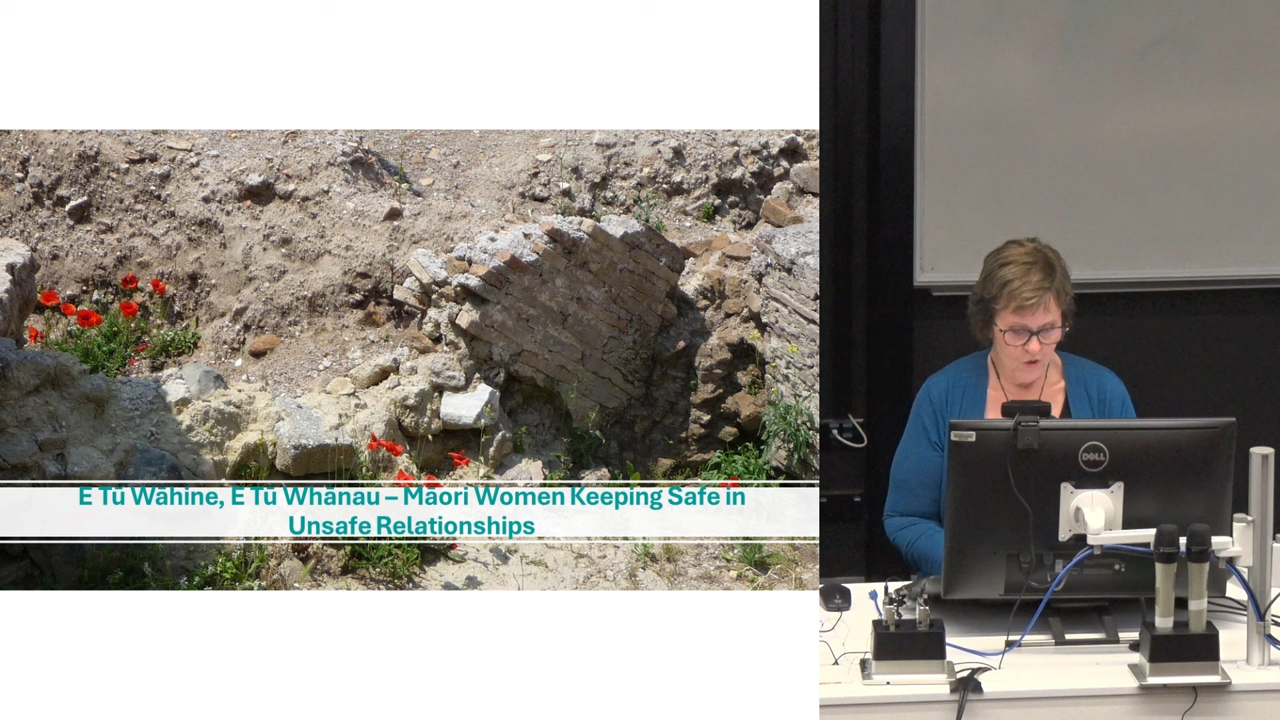 E Tū Wāhine, E Tū Whānau – Māori Women Keeping Safe in
Unsafe Relationships
DELL